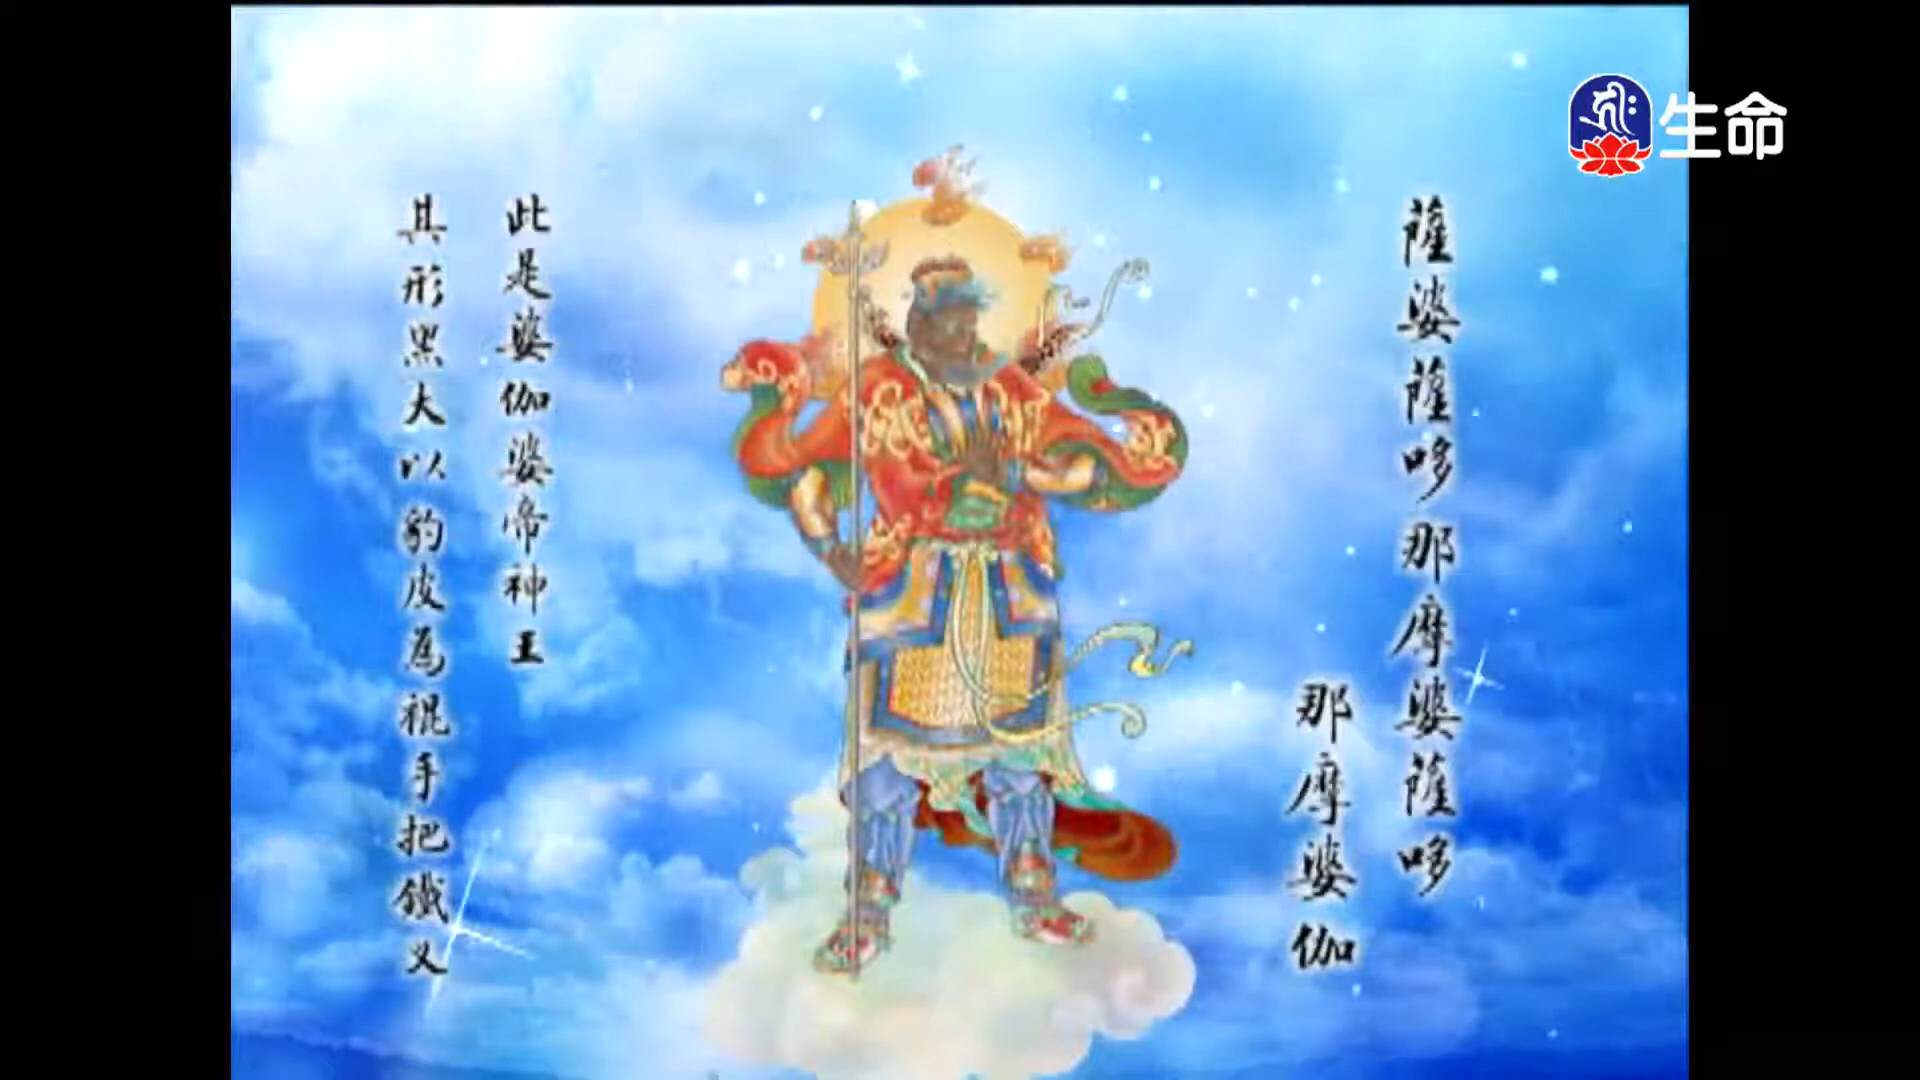 生命
薩婆薩哆那摩婆薩哆
那摩婆伽
此是婆伽婆帝神王
其形黑大以豹皮為裩手把鐵叉